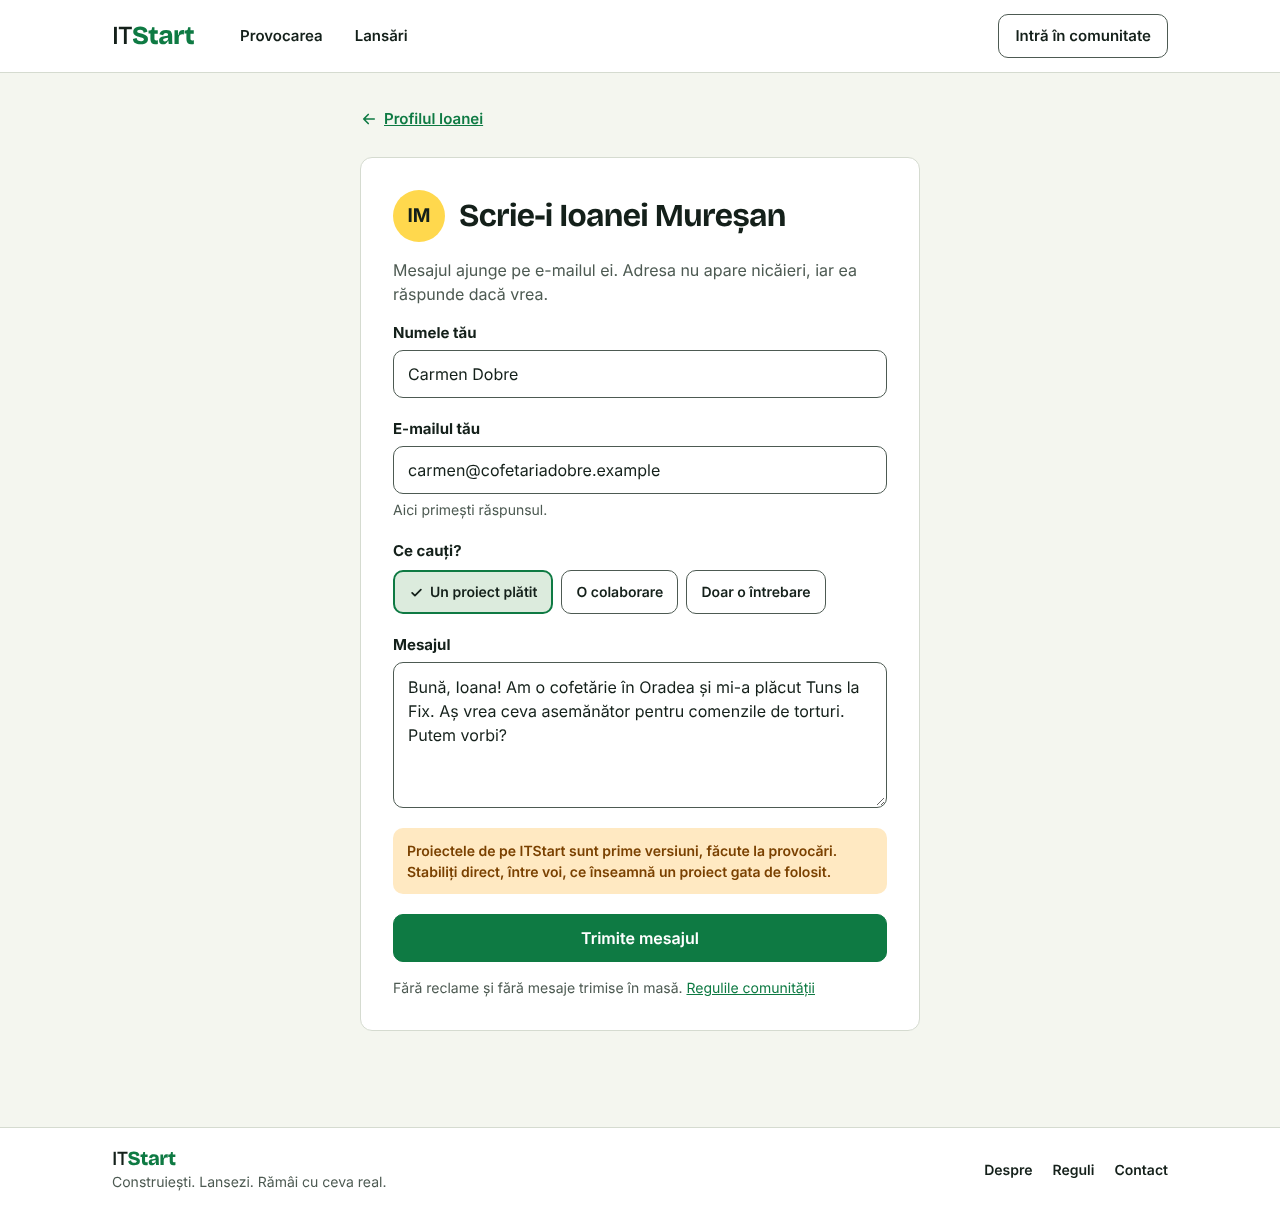 ITStart
Provocarea
Lansări
Intră în comunitate
← Profilul Ioanei
IM
Scrie-i Ioanei Mureșan
Mesajul ajunge pe e-mailul ei. Adresa nu apare nicăieri, iar ea
răspunde dacă vrea.
Numele tău
Carmen Dobre
E-mailul tău
carmen@cofetariadobre.example
Aici primești răspunsul.
Ce cauți?
✓ Un proiect plătit
O colaborare
Doar o întrebare
Mesajul
Bună, Ioana! Am o cofetărie în Oradea și mi-a plăcut Tuns la
Fix. Aș vrea ceva asemănător pentru comenzile de torturi.
Putem vorbi?
Proiectele de pe ITStart sunt prime versiuni, făcute la provocări.
Stabiliți direct, între voi, ce înseamnă un proiect gata de folosit.
Trimite mesajul
Fără reclame și fără mesaje trimise în masă. Regulile comunității
ITStart
Construiești. Lansezi. Rămâi cu ceva real.
Despre
Reguli
Contact